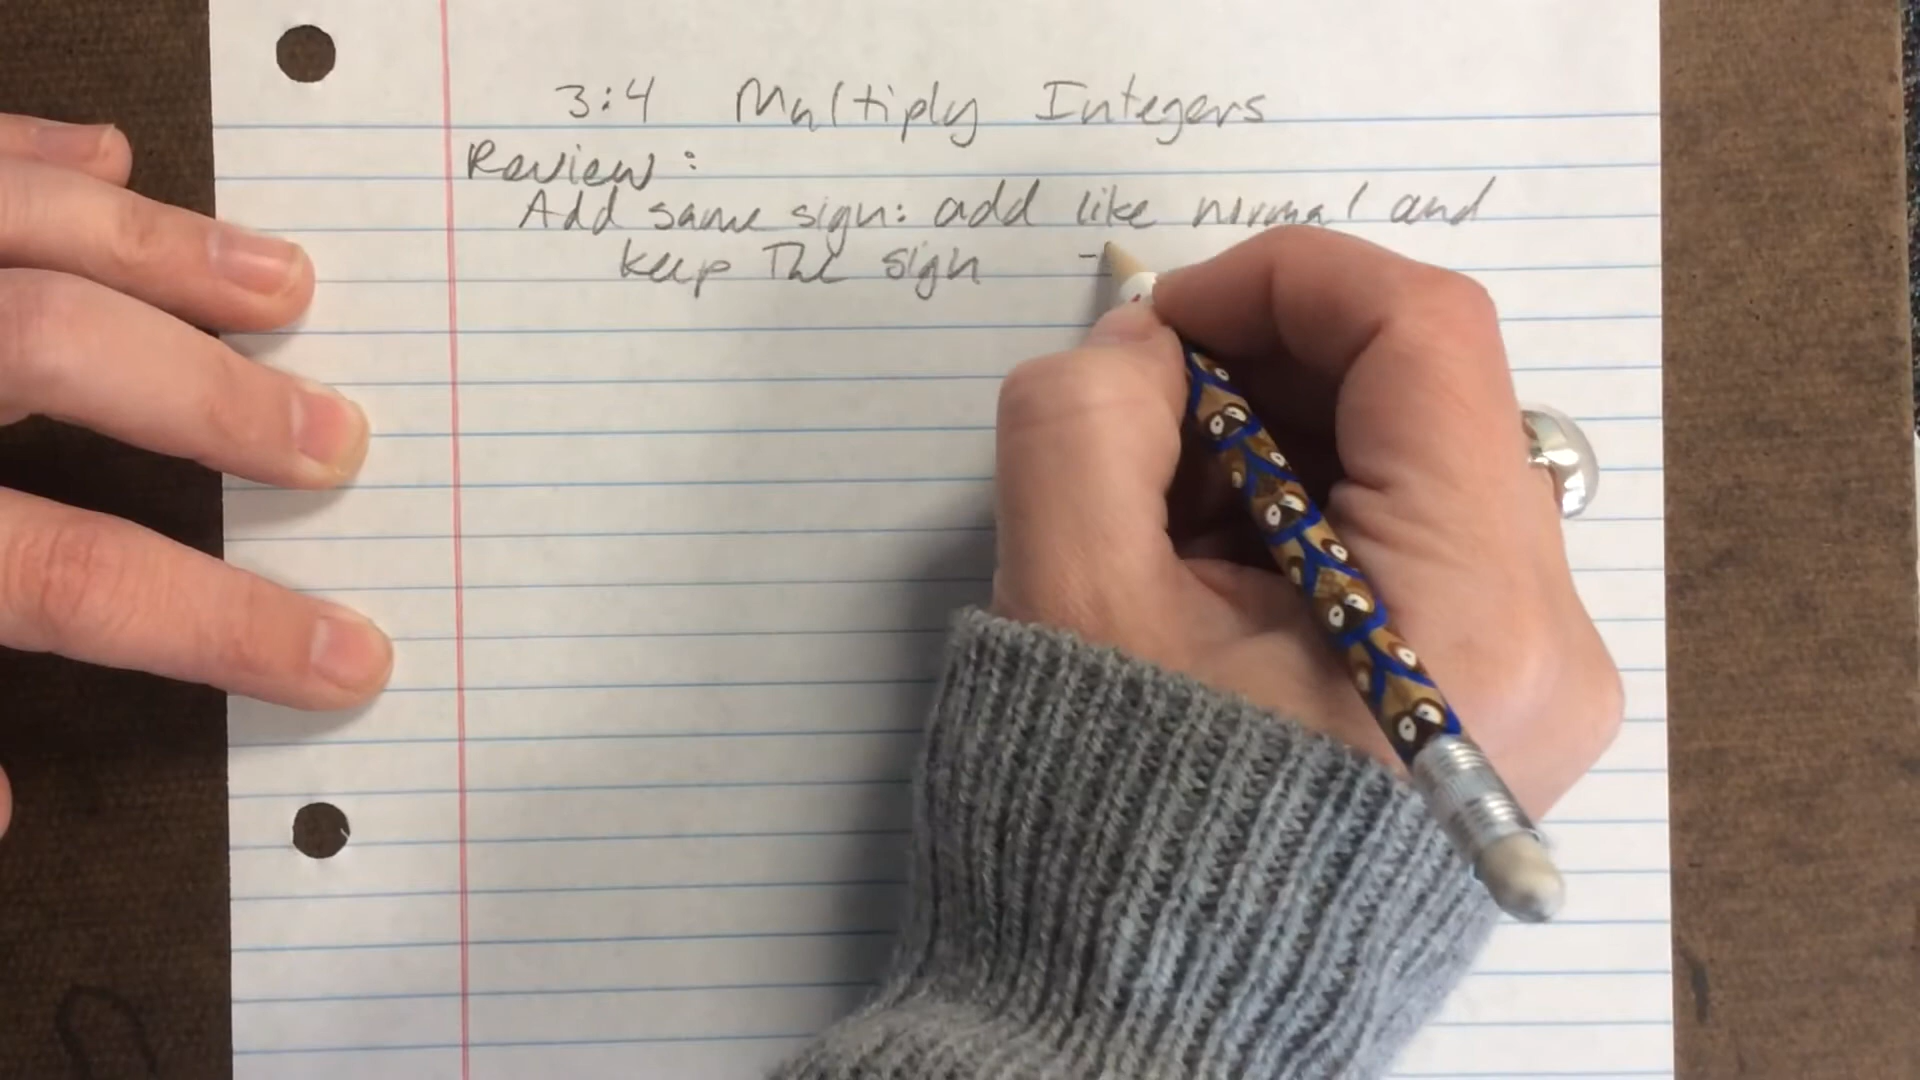 3:4 Multiply Integers
Review:
Add same sign: add like normal and
keep The sign -